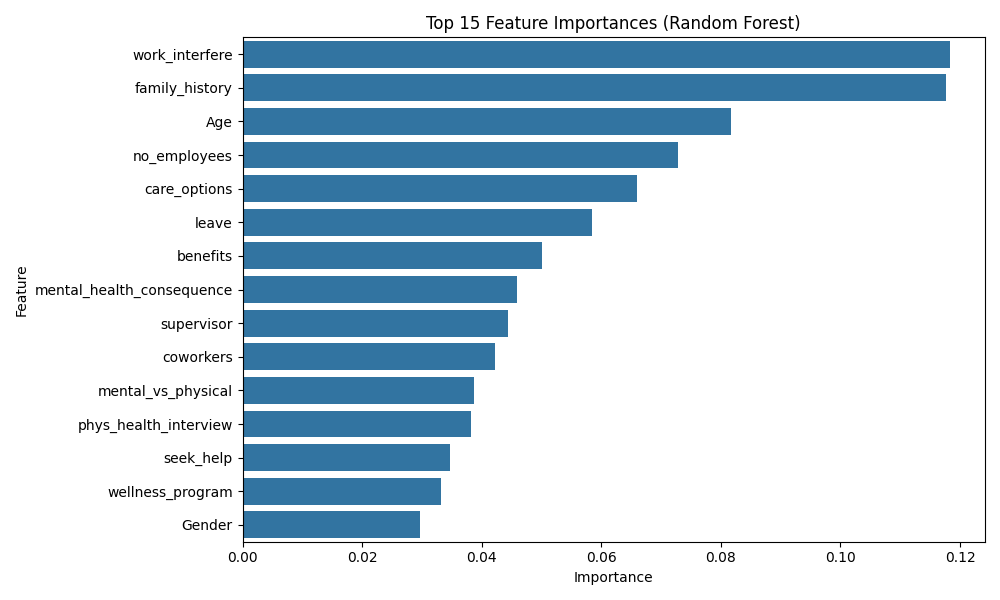 Top 15 Feature Importances (Random Forest)
Feature
work_interfere
family_history
Age
no_employees
care_options
leave
benefits
mental_health_consequence
supervisor
coworkers
mental_vs_physical
phys_health_interview
seek_help
wellness_program
Gender
0.00 0.02 0.04 0.06 0.08 0.10 0.12
Importance